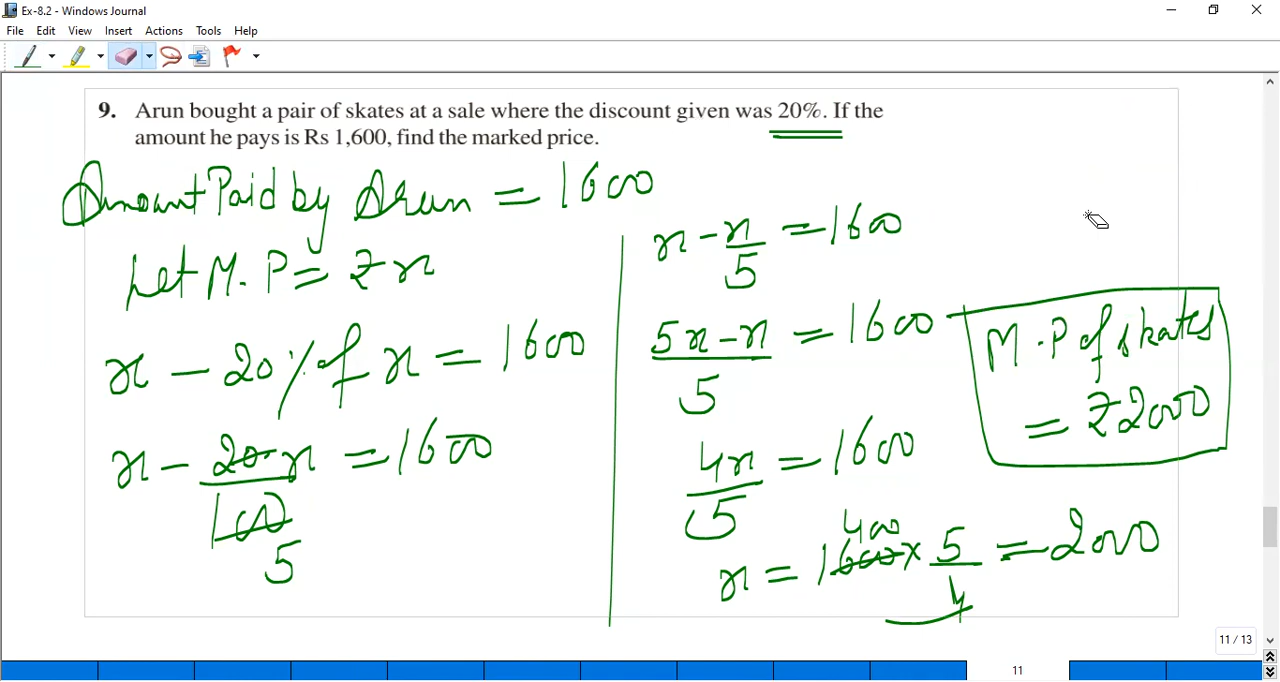 Ex-8.2 - Windows Journal
File Edit View Insert Actions Tools Help
9. Arun bought a pair of skates at a sale where the discount given was 20%. If the
amount he pays is Rs 1,600, find the marked price.
Amount Paid by Arun = 1600
Let M.P = ₹ x
x - 20% of x = 1600
x - 20/100 x = 1600
5
x - x/5 = 1600
5x - x/5 = 1600
4x/5 = 1600
400
x = 1600 × 5/4 = 2000
M.P of skates
= ₹2000
11 / 13
11